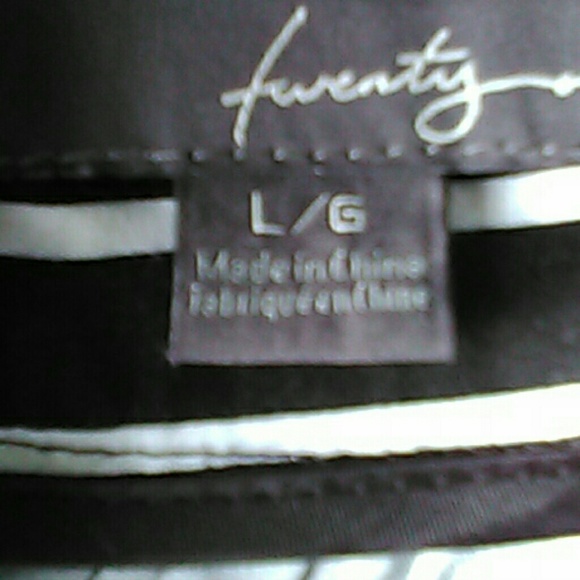 twenty
L/G
Made in China
Fabriqué en Chine